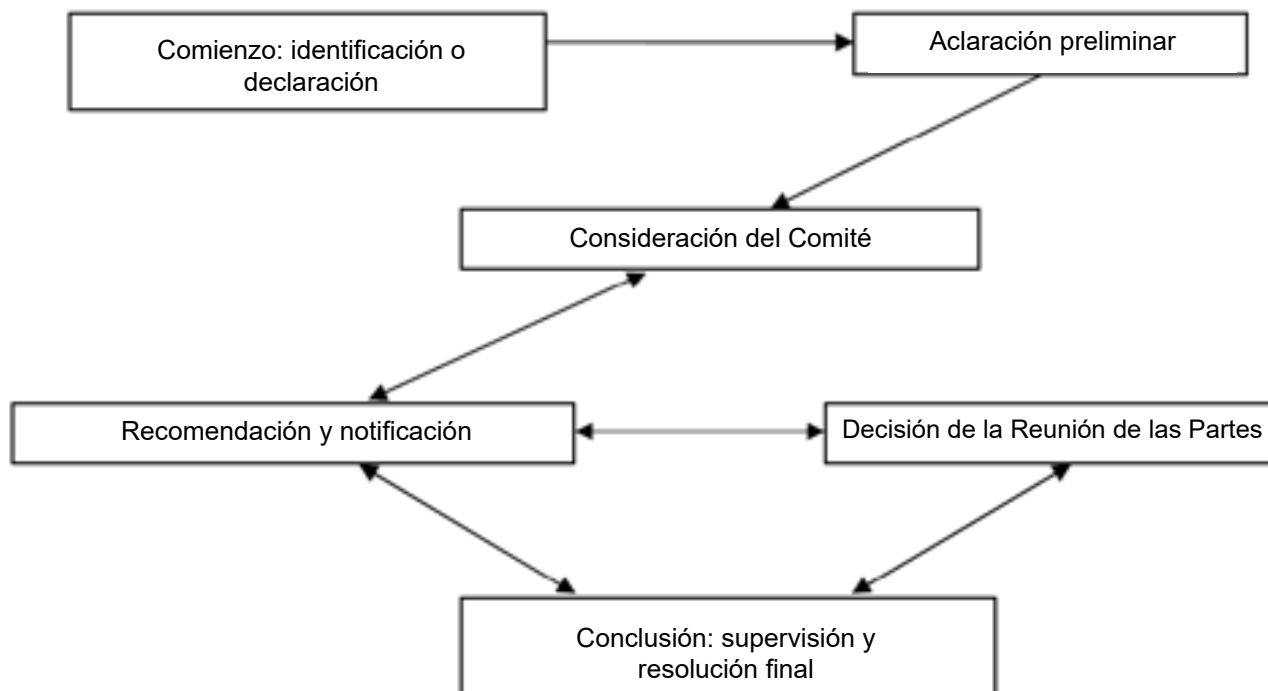 Comienzo: identificación o
declaración
Aclaración preliminar
Consideración del Comité
Recomendación y notificación
Decisión de la Reunión de las Partes
Conclusión: supervisión y
resolución final